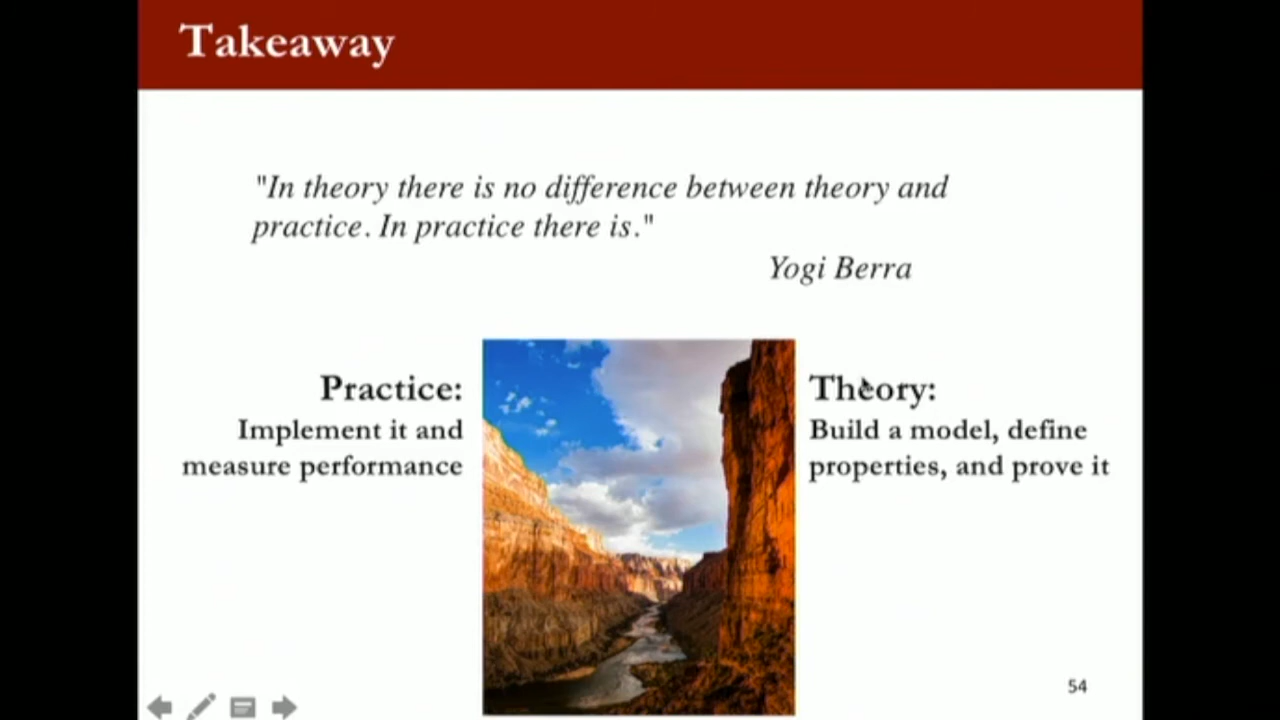 Takeaway
"In theory there is no difference between theory and
practice. In practice there is."
Yogi Berra
Practice:
Implement it and
measure performance
Theory:
Build a model, define
properties, and prove it
54